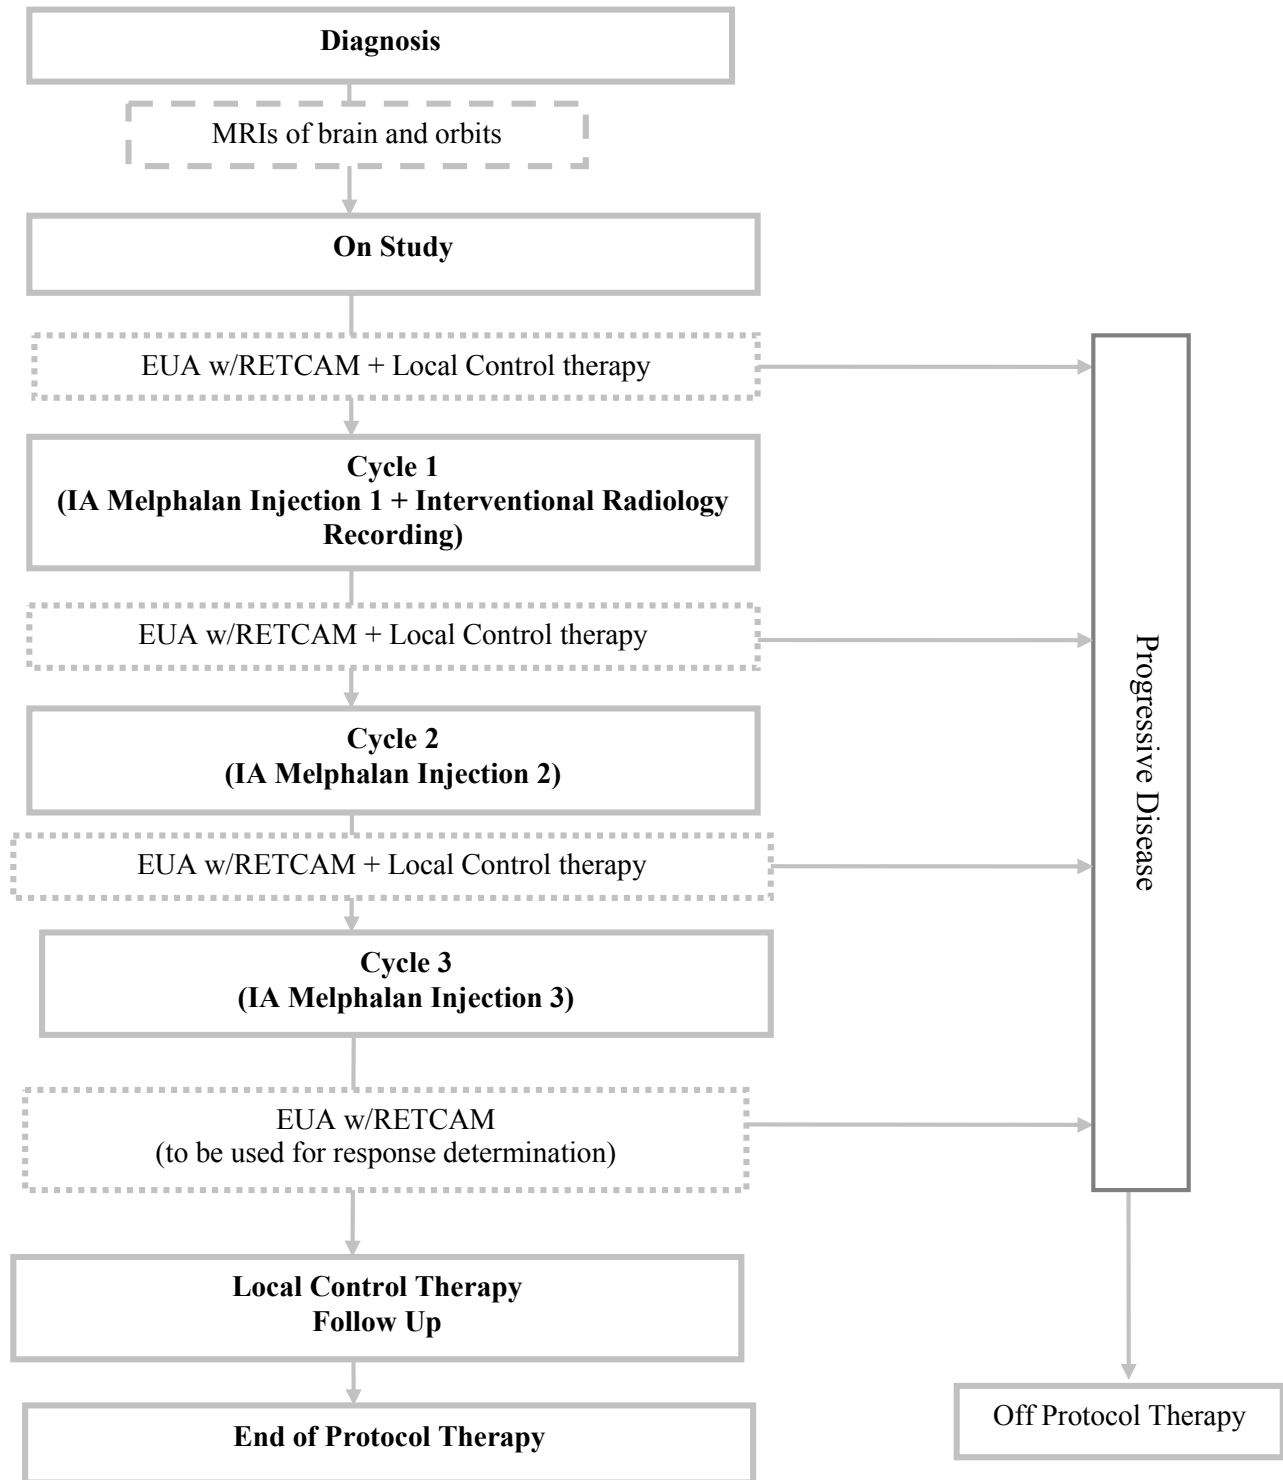 Diagnosis
MRIs of brain and orbits
On Study
EUA w/RETCAM + Local Control therapy
Cycle 1
(IA Melphalan Injection 1 + Interventional Radiology
Recording)
EUA w/RETCAM + Local Control therapy
Cycle 2
(IA Melphalan Injection 2)
EUA w/RETCAM + Local Control therapy
Cycle 3
(IA Melphalan Injection 3)
EUA w/RETCAM
(to be used for response determination)
Local Control Therapy
Follow Up
End of Protocol Therapy
Progressive Disease
Off Protocol Therapy